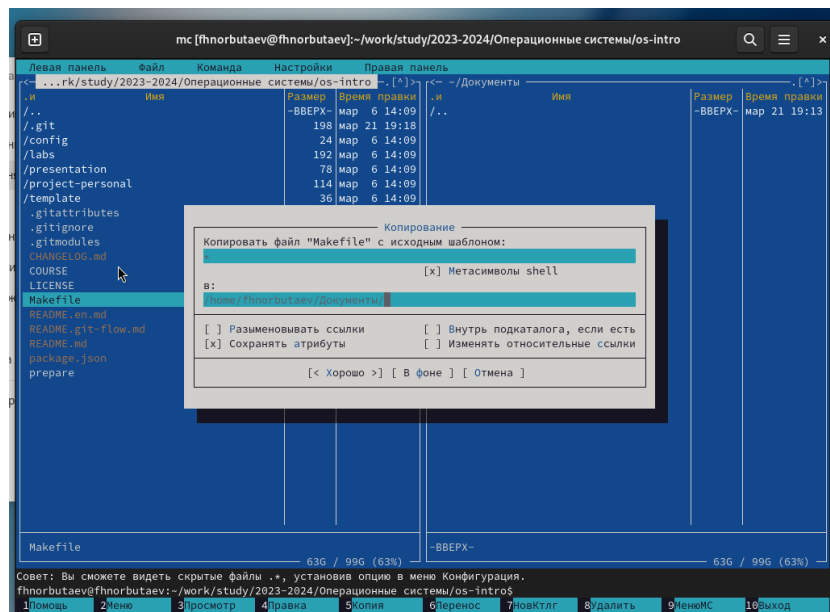 mc [fhnorbutaev@fhnorbutaev]:~/work/study/2023-2024/Операционные системы/os-intro
Левая панель Файл Команда Настройки Правая панель
<— ...rk/study/2023-2024/Операционные системы/os-intro —.[^]>
.и Имя Размер Время правки
/.. -ВВЕРХ- мар 6 14:09
/.git 198 мар 21 19:18
/config 24 мар 6 14:09
/labs 192 мар 6 14:09
/presentation 78 мар 6 14:09
/project-personal 114 мар 6 14:09
/template 36 мар 6 14:09
.gitattributes
.gitignore
.gitmodules
CHANGELOG.md
COURSE
LICENSE
Makefile
README.en.md
README.git-flow.md
README.md
package.json
prepare
Makefile
63G / 99G (63%)
<— ~/Документы —.[^]>
.и Имя Размер Время правки
/.. -ВВЕРХ- мар 21 19:13
-ВВЕРХ-
63G / 99G (63%)
Копирование
Копировать файл "Makefile" с исходным шаблоном:
*
[x] Метасимволы shell
в:
/home/fhnorbutaev/Документы/
[ ] Разыменовывать ссылки [ ] Внутрь подкаталога, если есть
[x] Сохранять атрибуты [ ] Изменять относительные ссылки
[< Хорошо >] [ В фоне ] [ Отмена ]
Совет: Вы сможете видеть скрытые файлы .*, установив опцию в меню Конфигурация.
fhnorbutaev@fhnorbutaev:~/work/study/2023-2024/Операционные системы/os-intro$
1Помощь 2Меню 3Просмотр 4Правка 5Копия 6Перенос 7НовКтлг 8Удалить 9МенюМС 10Выход